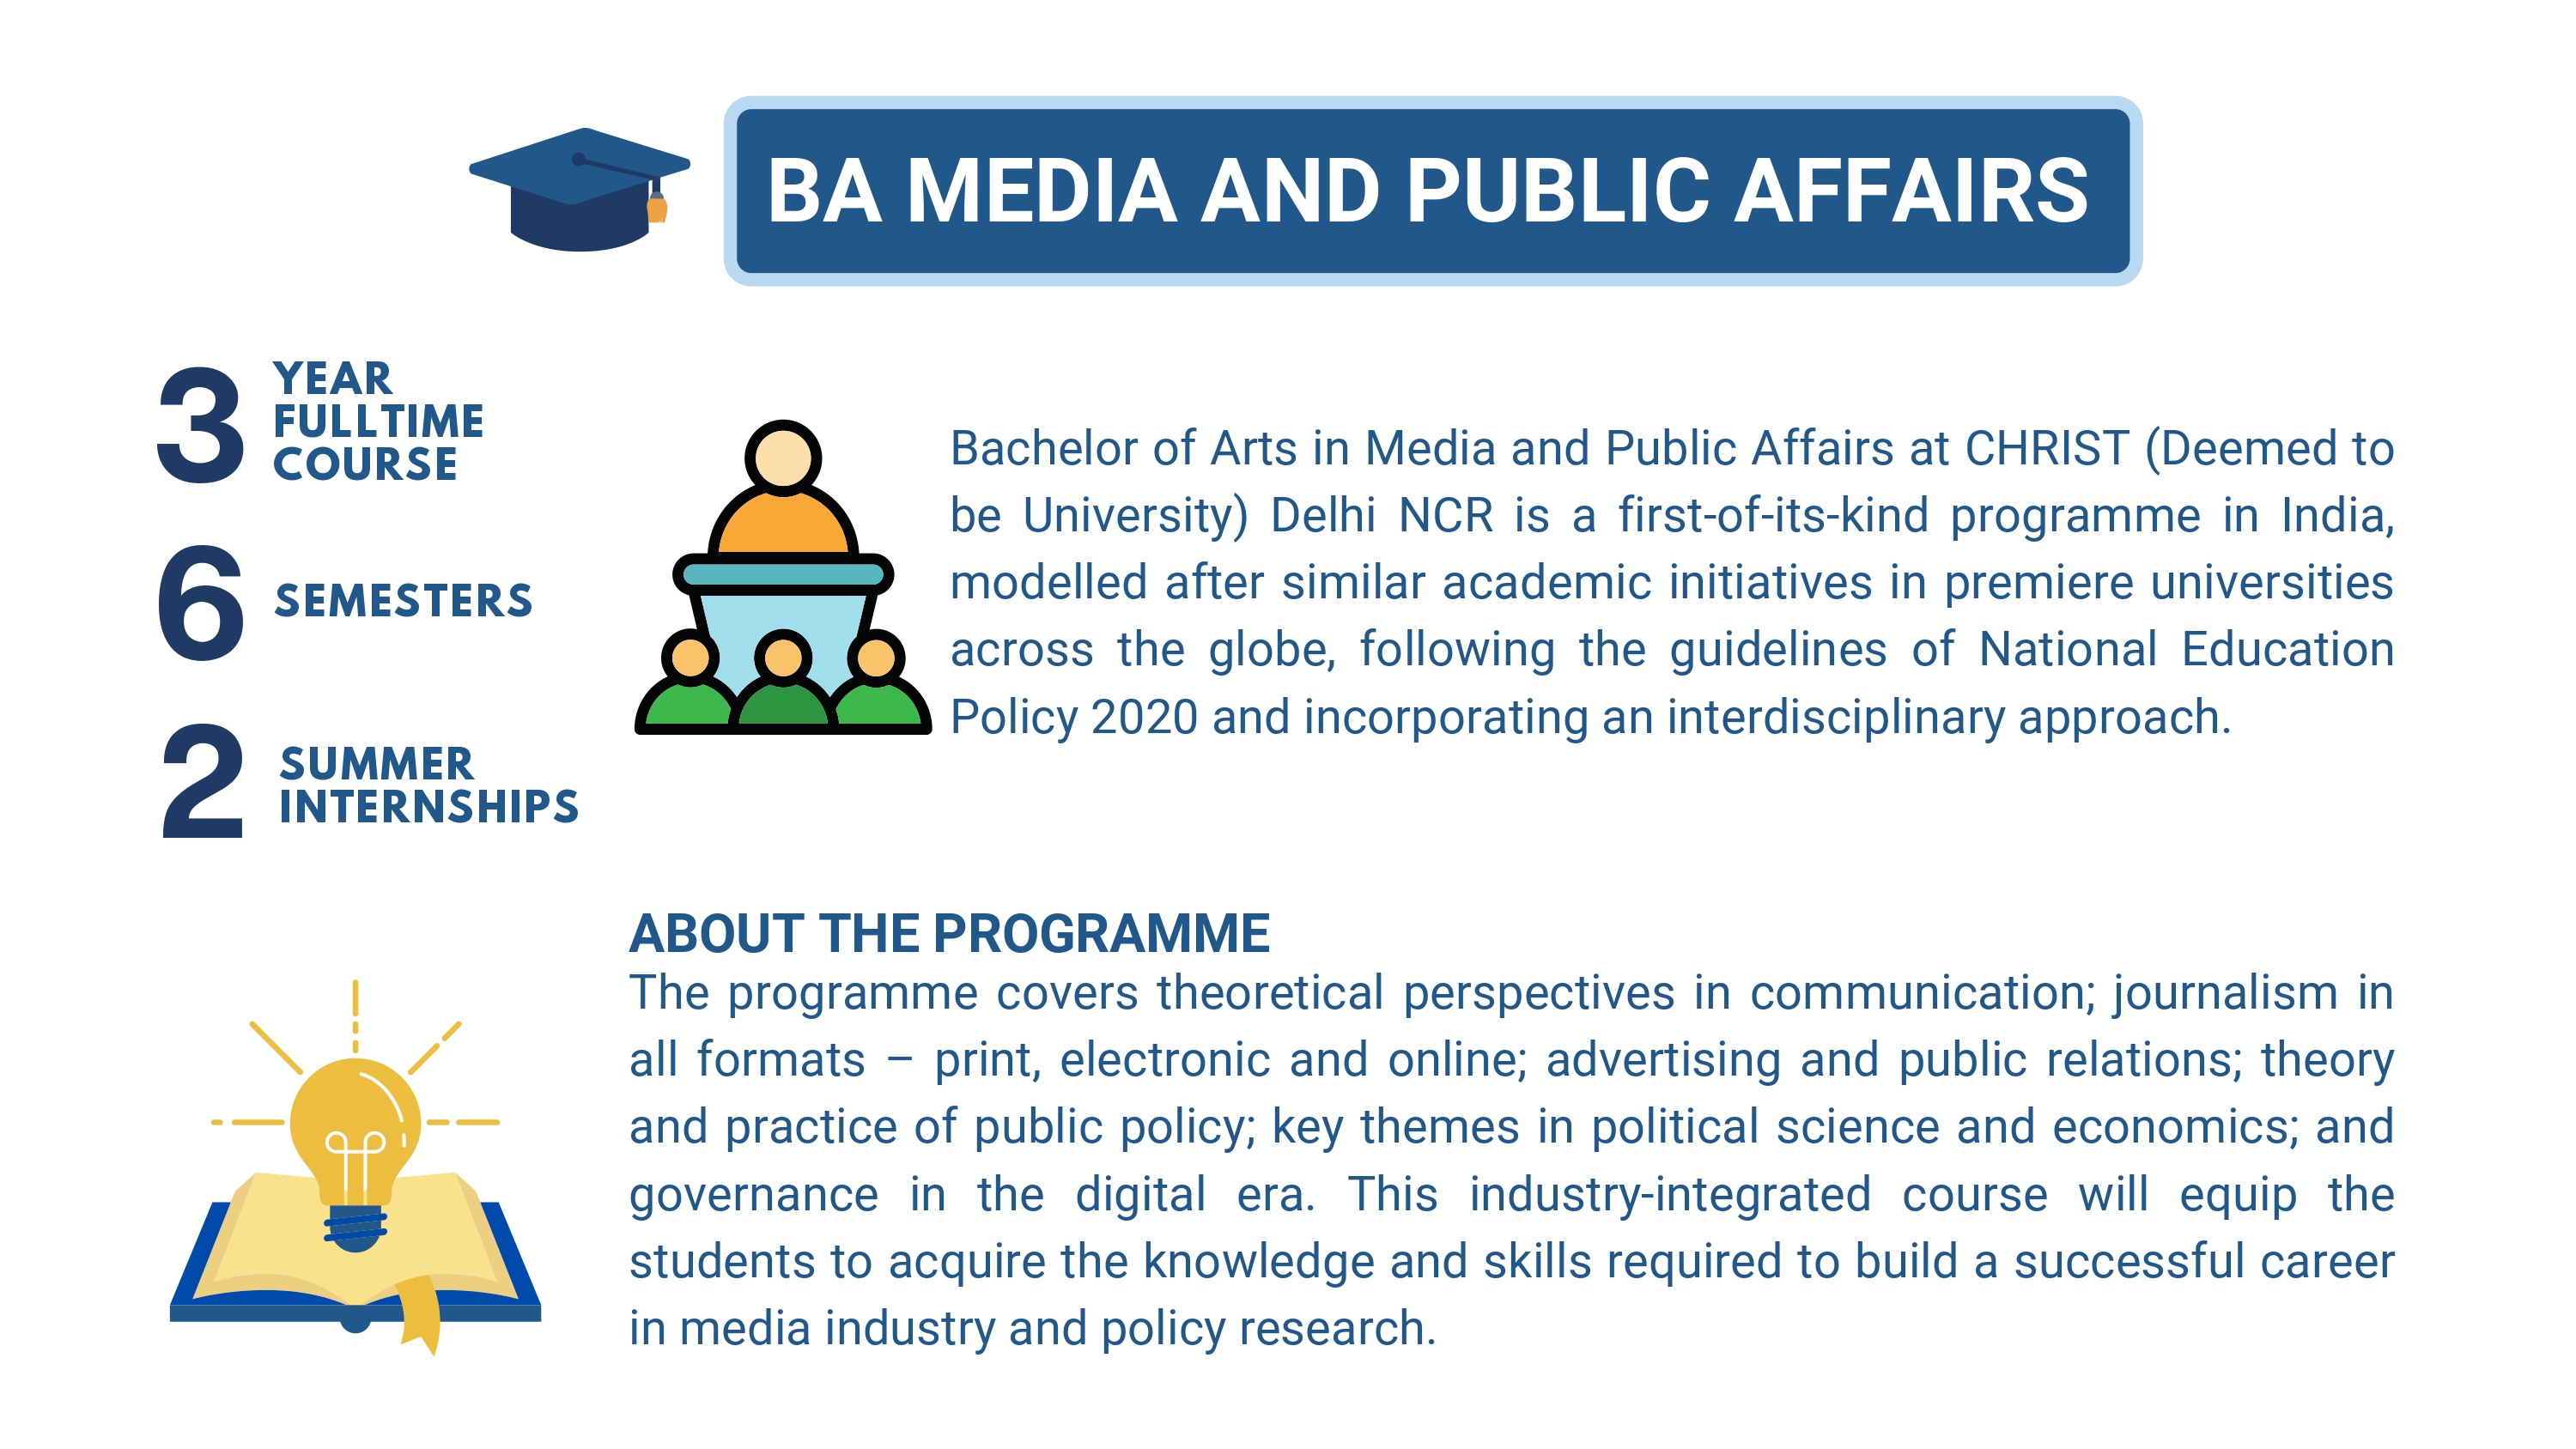 BA MEDIA AND PUBLIC AFFAIRS
3 YEAR
FULLTIME
COURSE
6 SEMESTERS
2 SUMMER
INTERNSHIPS
Bachelor of Arts in Media and Public Affairs at CHRIST (Deemed to
be University) Delhi NCR is a first-of-its-kind programme in India,
modelled after similar academic initiatives in premiere universities
across the globe, following the guidelines of National Education
Policy 2020 and incorporating an interdisciplinary approach.
ABOUT THE PROGRAMME
The programme covers theoretical perspectives in communication; journalism in
all formats – print, electronic and online; advertising and public relations; theory
and practice of public policy; key themes in political science and economics; and
governance in the digital era. This industry-integrated course will equip the
students to acquire the knowledge and skills required to build a successful career
in media industry and policy research.